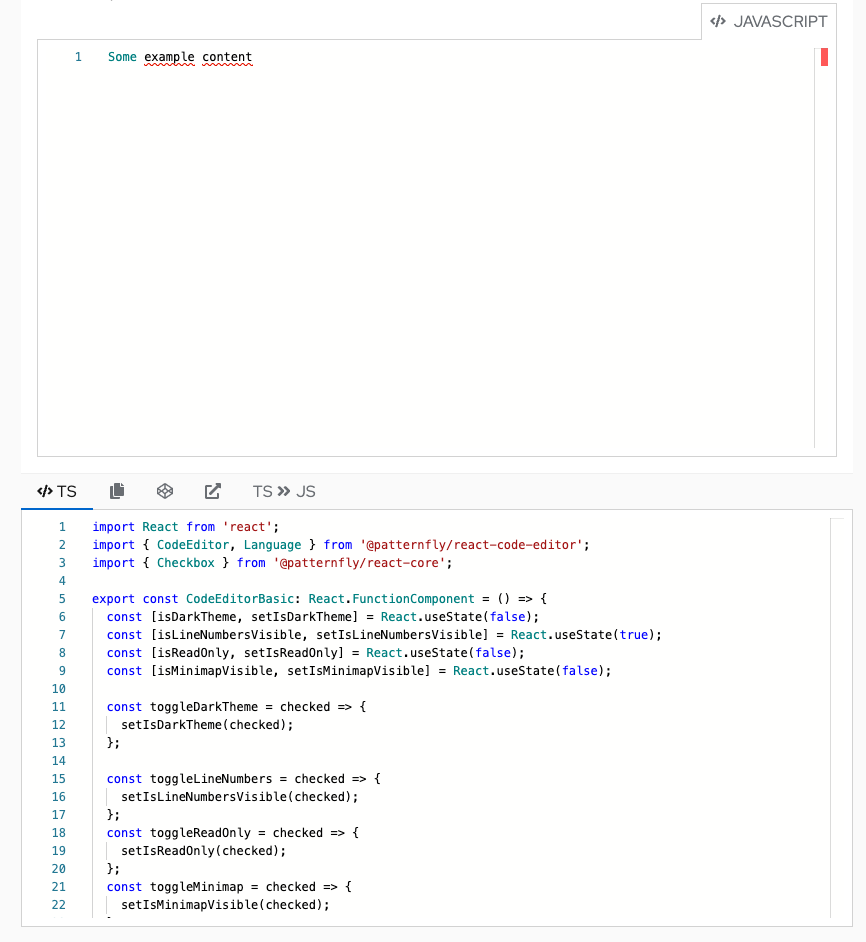 JAVASCRIPT
1 Some example content
TS
TS JS
1 import React from 'react';
2 import { CodeEditor, Language } from '@patternfly/react-code-editor';
3 import { Checkbox } from '@patternfly/react-core';
4
5 export const CodeEditorBasic: React.FunctionComponent = () => {
6 const [isDarkTheme, setIsDarkTheme] = React.useState(false);
7 const [isLineNumbersVisible, setIsLineNumbersVisible] = React.useState(true);
8 const [isReadOnly, setIsReadOnly] = React.useState(false);
9 const [isMinimapVisible, setIsMinimapVisible] = React.useState(false);
10
11 const toggleDarkTheme = checked => {
12 setIsDarkTheme(checked);
13 };
14
15 const toggleLineNumbers = checked => {
16 setIsLineNumbersVisible(checked);
17 };
18 const toggleReadOnly = checked => {
19 setIsReadOnly(checked);
20 };
21 const toggleMinimap = checked => {
22 setIsMinimapVisible(checked);